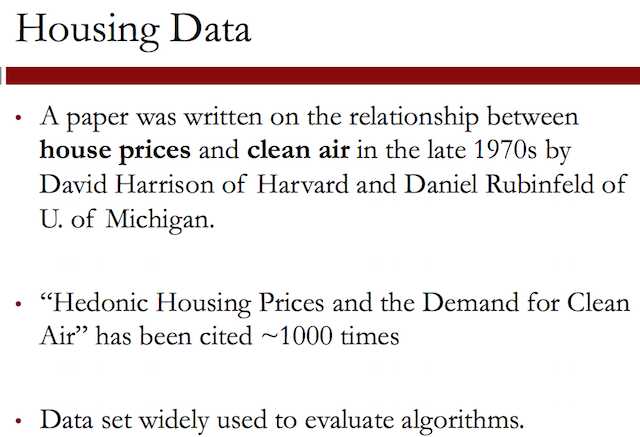 Housing Data
• A paper was written on the relationship between
house prices and clean air in the late 1970s by
David Harrison of Harvard and Daniel Rubinfeld of
U. of Michigan.
• “Hedonic Housing Prices and the Demand for Clean
Air” has been cited ~1000 times
• Data set widely used to evaluate algorithms.